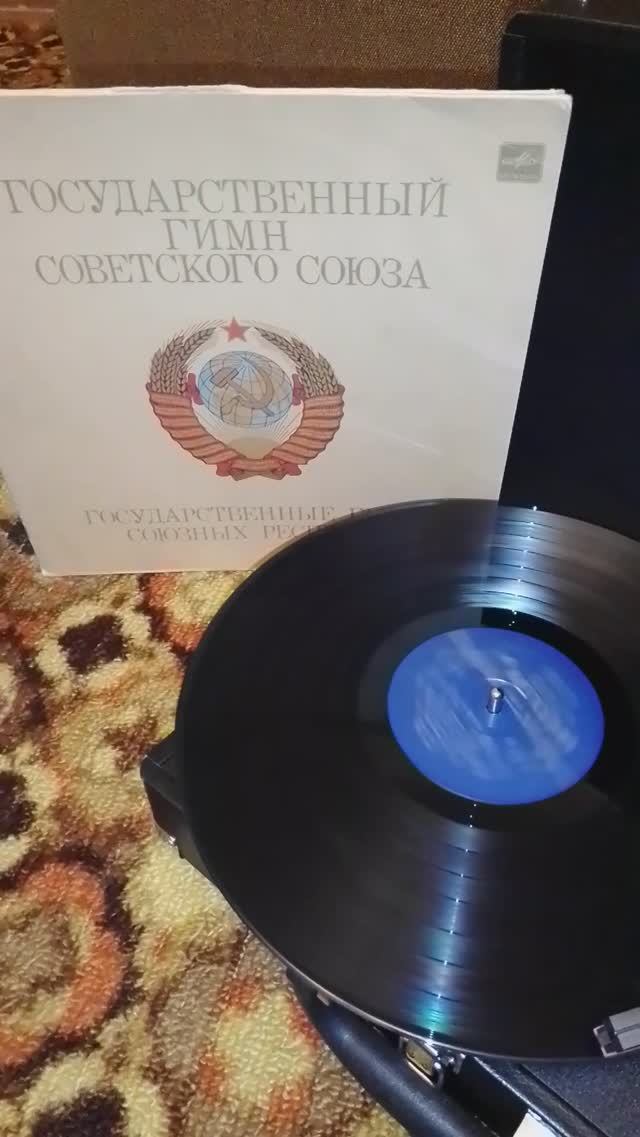 ГОСУДАРСТВЕННЫЙ
ГИМН
СОВЕТСКОГО СОЮЗА
ГОСУДАРСТВЕННЫЕ
СОЮЗНЫХ